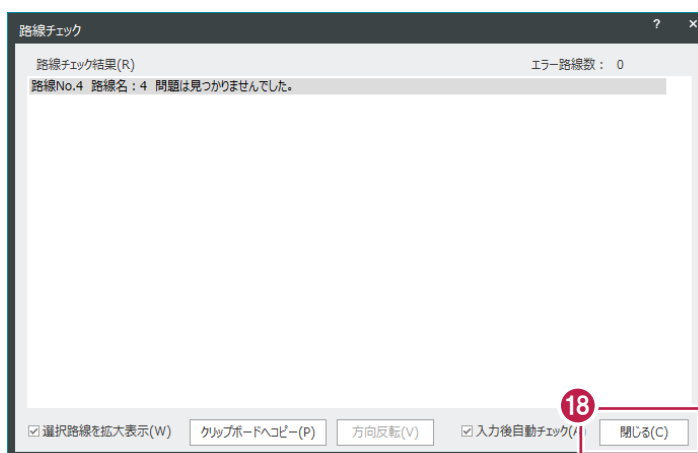 路線チェック ? ×
路線チェック結果(R) エラー路線数： 0
路線No.4 路線名：4 問題は見つかりませんでした。
18
選択路線を拡大表示(W) クリップボードへコピー(P) 方向反転(V) 入力後自動チェック(A) 閉じる(C)